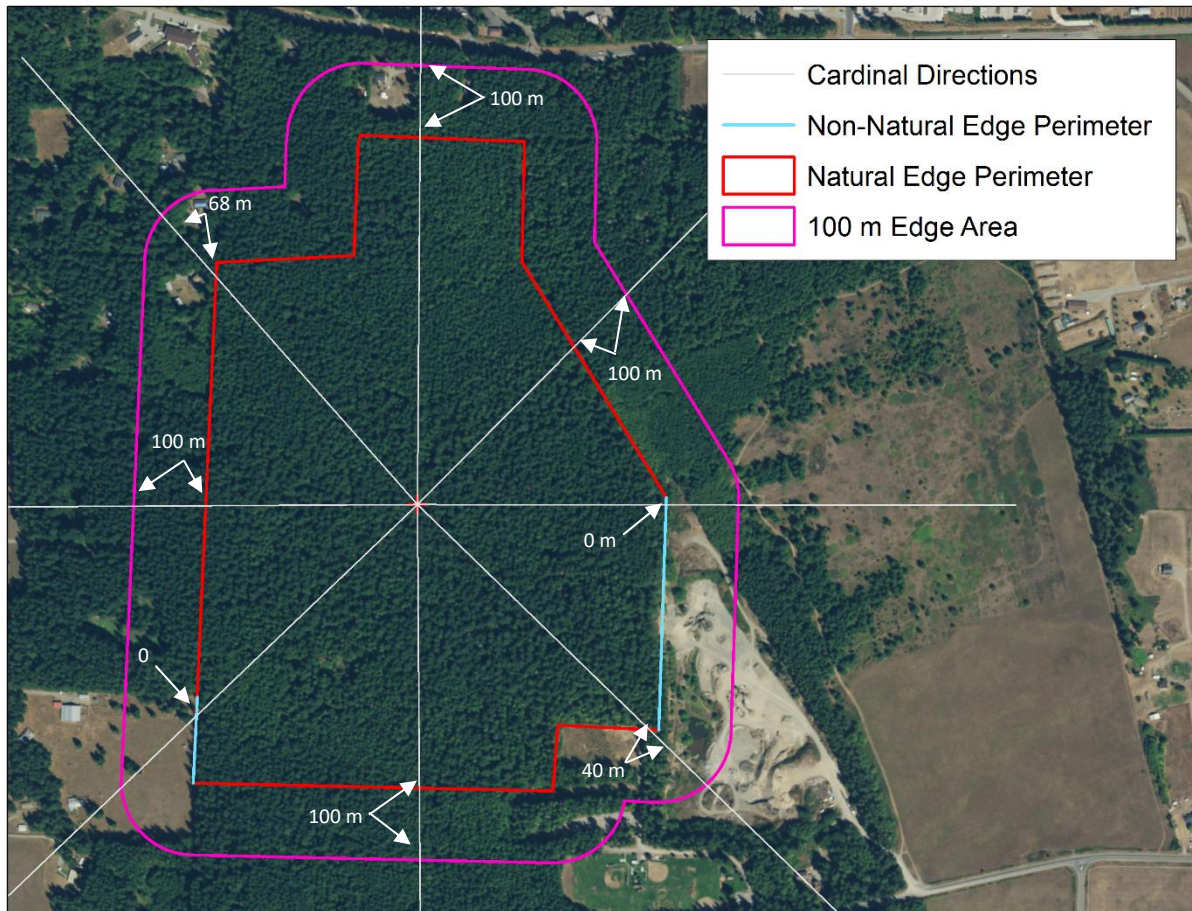 Cardinal Directions
Non-Natural Edge Perimeter
Natural Edge Perimeter
100 m Edge Area
100 m
68 m
100 m
100 m
0 m
0
40 m
100 m